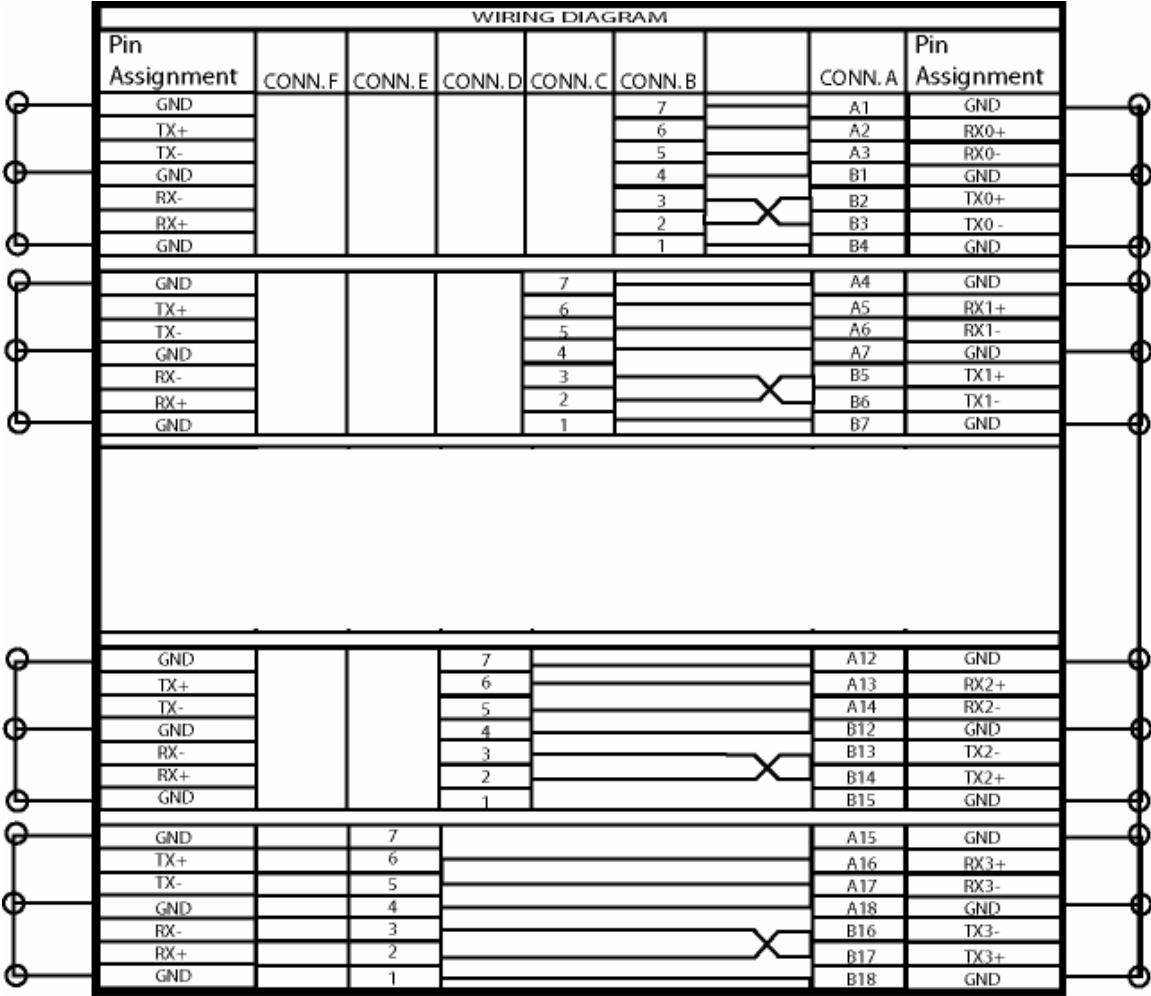 WIRING DIAGRAM
Pin Assignment CONN. F CONN. E CONN. D CONN. C CONN. B CONN. A Pin Assignment
GND 7 A1 GND
TX+ 6 A2 RX0+
TX- 5 A3 RX0-
GND 4 B1 GND
RX- 3 B2 TX0+
RX+ 2 B3 TX0-
GND 1 B4 GND
GND 7 A4 GND
TX+ 6 A5 RX1+
TX- 5 A6 RX1-
GND 4 A7 GND
RX- 3 B5 TX1+
RX+ 2 B6 TX1-
GND 1 B7 GND
GND 7 A12 GND
TX+ 6 A13 RX2+
TX- 5 A14 RX2-
GND 4 B12 GND
RX- 3 B13 TX2-
RX+ 2 B14 TX2+
GND 1 B15 GND
GND 7 A15 GND
TX+ 6 A16 RX3+
TX- 5 A17 RX3-
GND 4 A18 GND
RX- 3 B16 TX3-
RX+ 2 B17 TX3+
GND 1 B18 GND